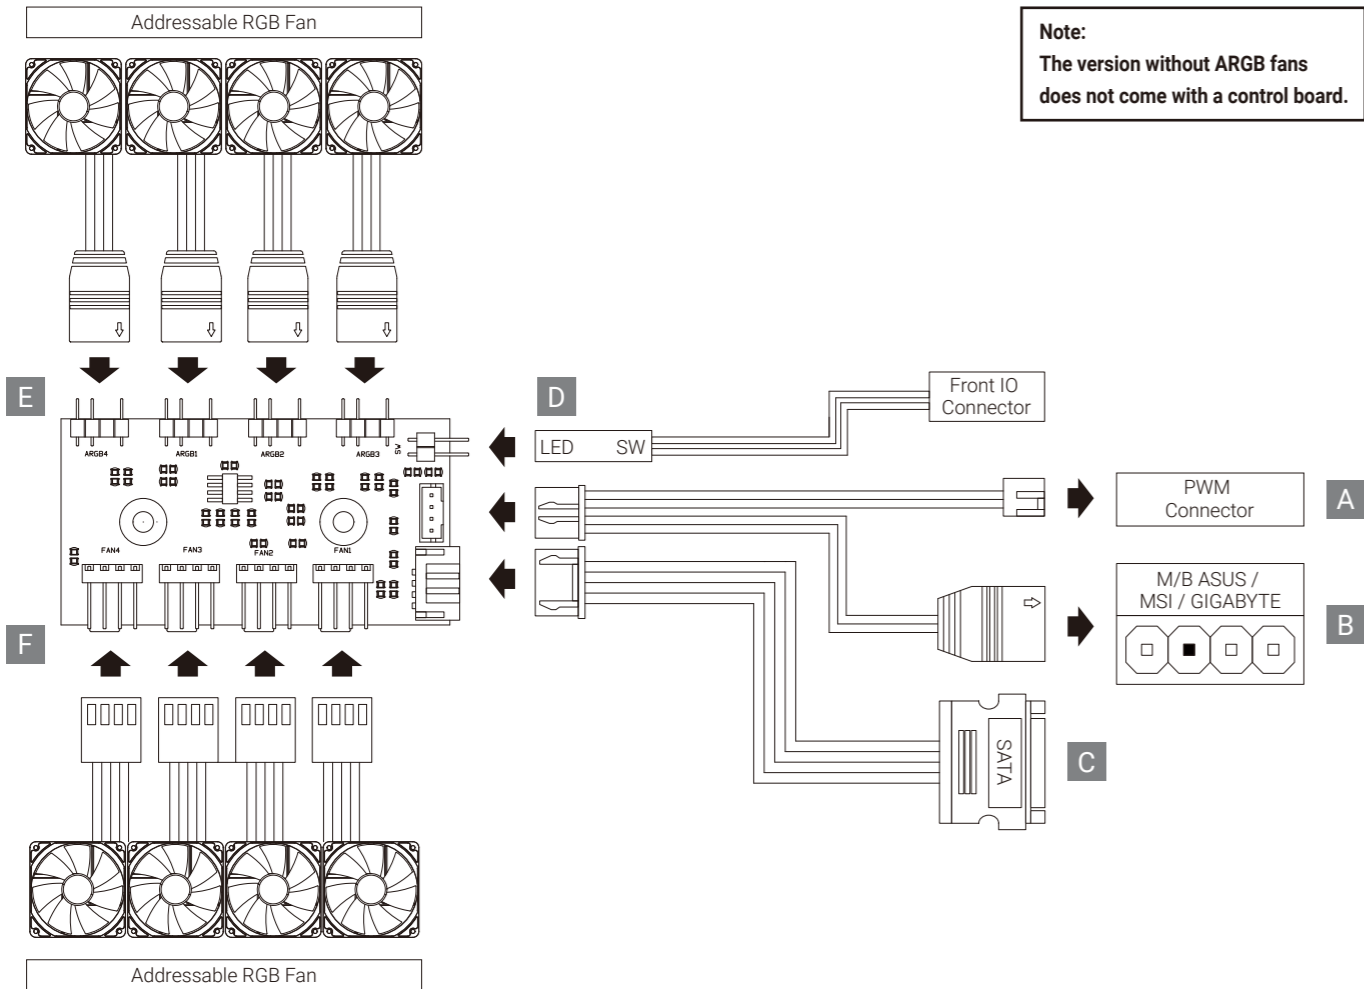 Addressable RGB Fan
Note:
The version without ARGB fans
does not come with a control board.
E
D
Front IO
Connector
LED SW
ARGB4
ARGB1
ARGB2
ARGB3
SW
PWM
Connector
A
FAN4
FAN3
FAN2
FAN1
M/B ASUS /
MSI / GIGABYTE
B
F
SATA
C
Addressable RGB Fan